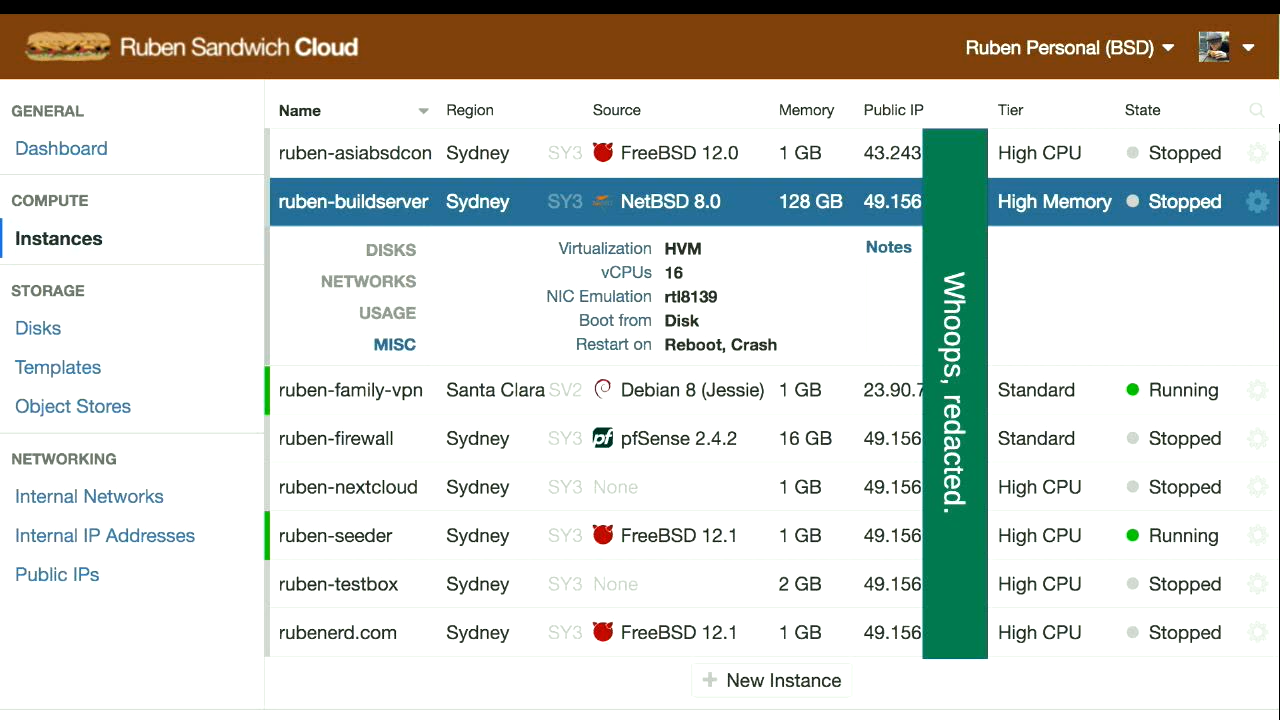 Ruben Sandwich Cloud
Ruben Personal (BSD)
GENERAL
Dashboard
COMPUTE
Instances
STORAGE
Disks
Templates
Object Stores
NETWORKING
Internal Networks
Internal IP Addresses
Public IPs
Name Region Source Memory Public IP Tier State
ruben-asiabsdcon Sydney SY3 FreeBSD 12.0 1 GB 43.243 High CPU Stopped
ruben-buildserver Sydney SY3 NetBSD 8.0 128 GB 49.156 High Memory Stopped
DISKS
NETWORKS
USAGE
MISC
Virtualization HVM
vCPUs 16
NIC Emulation rtl8139
Boot from Disk
Restart on Reboot, Crash
Notes
ruben-family-vpn Santa Clara SV2 Debian 8 (Jessie) 1 GB 23.90.7 Standard Running
ruben-firewall Sydney SY3 pf pfSense 2.4.2 16 GB 49.156 Standard Stopped
ruben-nextcloud Sydney SY3 None 1 GB 49.156 High CPU Stopped
ruben-seeder Sydney SY3 FreeBSD 12.1 1 GB 49.156 High CPU Running
ruben-testbox Sydney SY3 None 2 GB 49.156 High CPU Stopped
rubenerd.com Sydney SY3 FreeBSD 12.1 1 GB 49.156 High CPU Stopped
Whoops, redacted.
New Instance